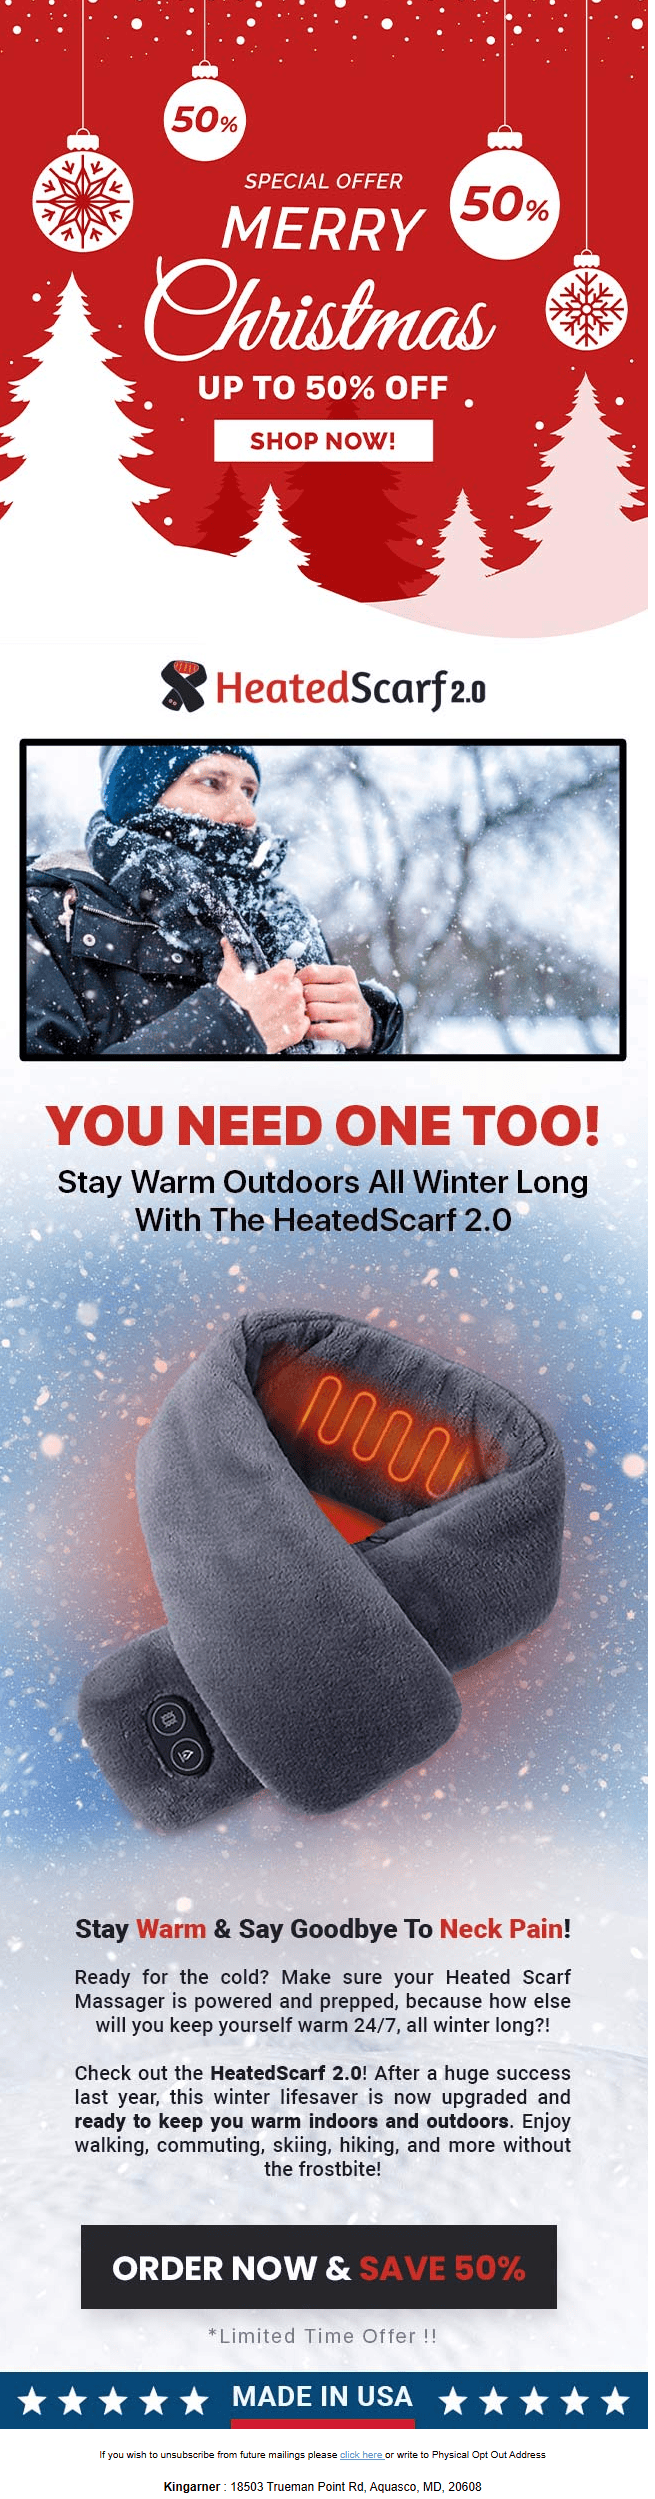 50%
50%
SPECIAL OFFER
MERRY
Christmas
UP TO 50% OFF
SHOP NOW!
HeatedScarf 2.0
YOU NEED ONE TOO!
Stay Warm Outdoors All Winter Long
With The HeatedScarf 2.0
Stay Warm & Say Goodbye To Neck Pain!
Ready for the cold? Make sure your Heated Scarf
Massager is powered and prepped, because how else
will you keep yourself warm 24/7, all winter long?!
Check out the HeatedScarf 2.0! After a huge success
last year, this winter lifesaver is now upgraded and
ready to keep you warm indoors and outdoors. Enjoy
walking, commuting, skiing, hiking, and more without
the frostbite!
ORDER NOW & SAVE 50%
*Limited Time Offer !!
MADE IN USA
If you wish to unsubscribe from future mailings please click here or write to Physical Opt Out Address
Kingarner : 18503 Trueman Point Rd, Aquasco, MD, 20608